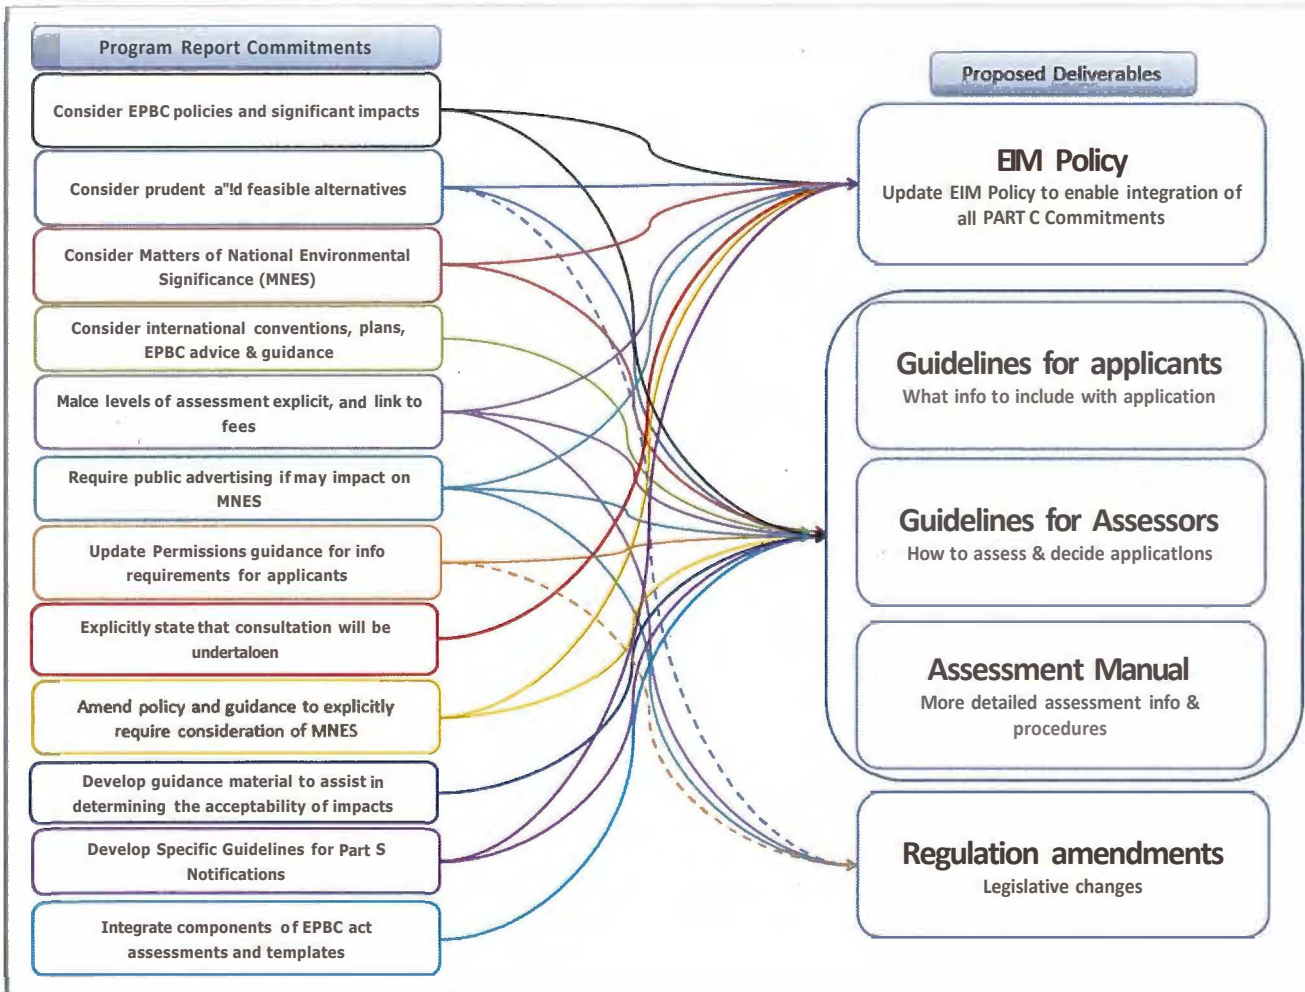 Program Report Commitments
Consider EPBC policies and significant impacts
Consider prudent a"!d feasible alternatives
Consider Matters of National Environmental
Significance (MNES)
Consider international conventions, plans,
EPBC advice & guidance
Malce levels of assessment explicit, and link to
fees
Require public advertising if may impact on
MNES
Update Permissions guidance for info
requirements for applicants
Explicitly state that consultation will be
undertaloen
Amend policy and guidance to explicitly
require consideration of MNES
Develop guidance material to assist in
determining the acceptability of impacts
Develop Specific Guidelines for Part S
Notifications
Integrate components of EPBC act
assessments and templates
Proposed Deliverables
EIM Policy
Update EIM Policy to enable integration of
all PART C Commitments
Guidelines for applicants
What info to include with application
Guidelines for Assessors
How to assess & decide applications
Assessment Manual
More detailed assessment info &
procedures
Regulation amendments
Legislative changes